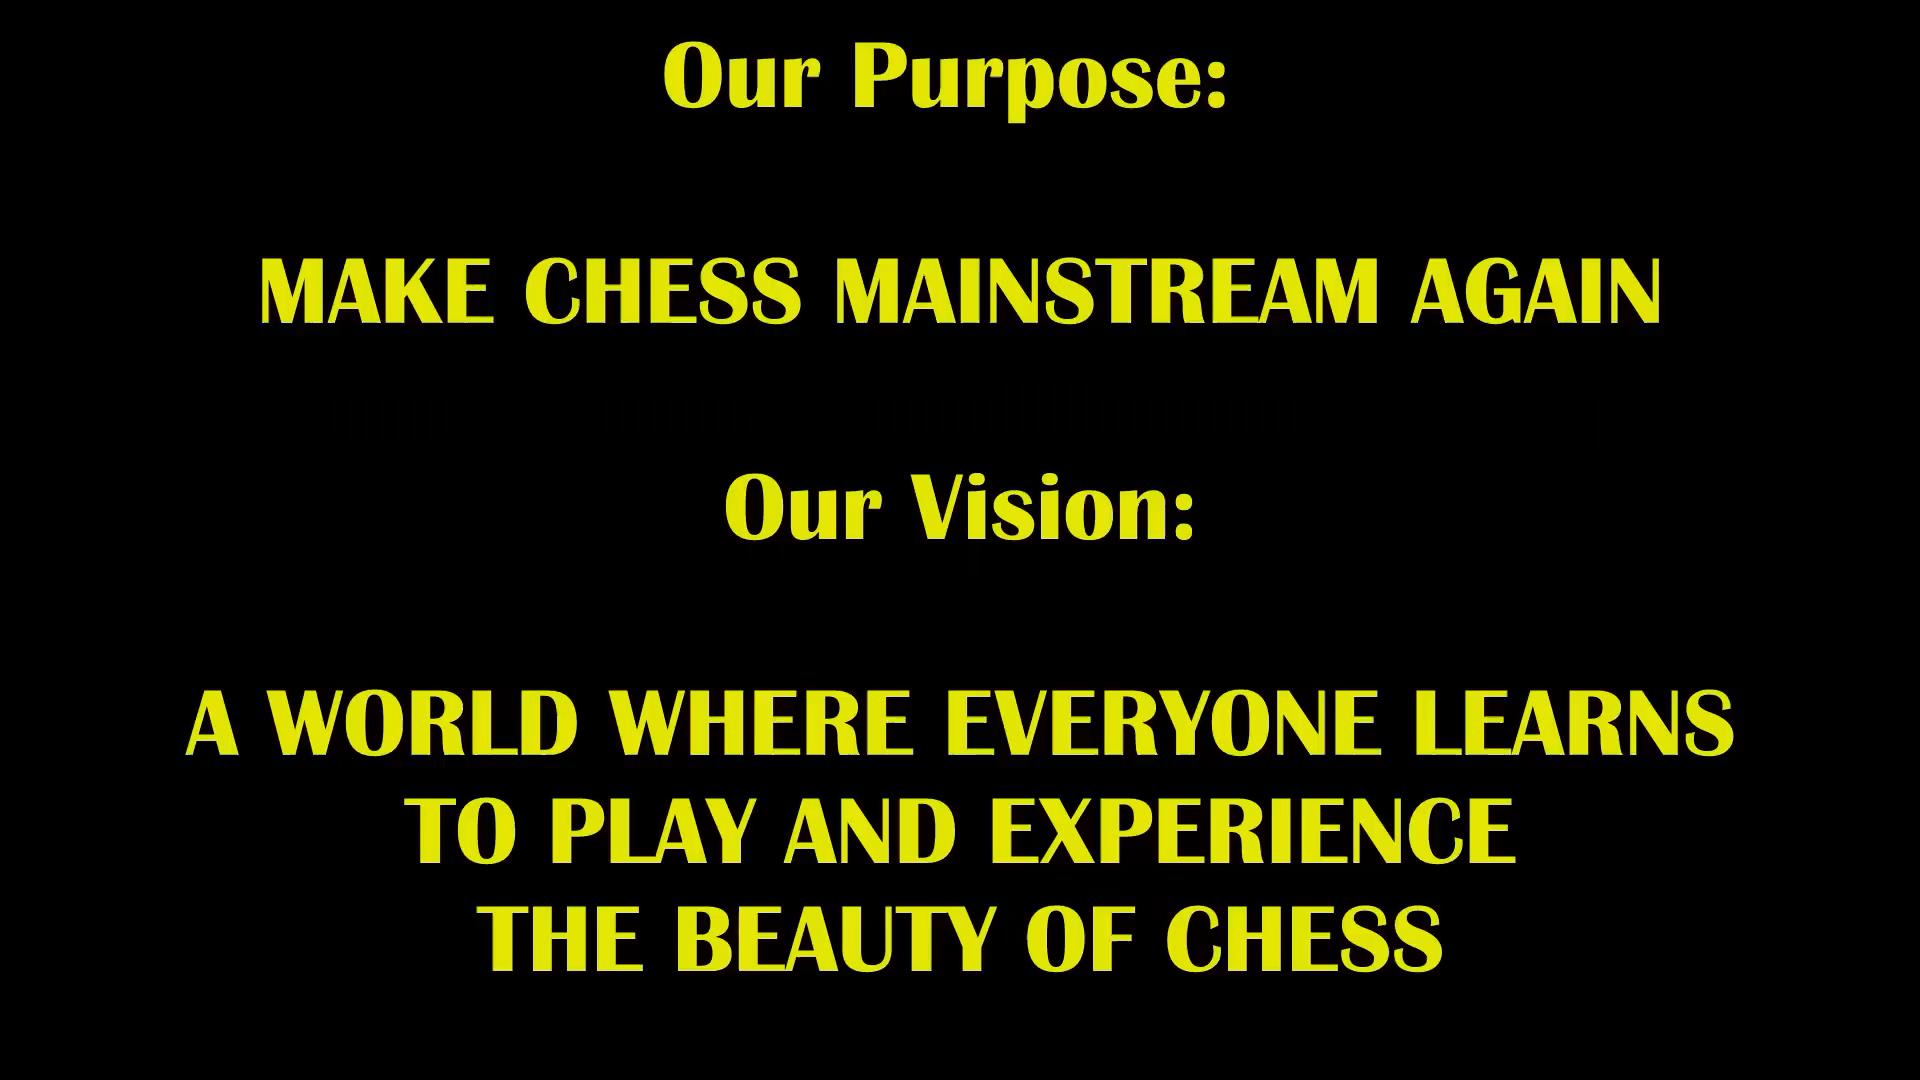 Our Purpose:
MAKE CHESS MAINSTREAM AGAIN
Our Vision:
A WORLD WHERE EVERYONE LEARNS
TO PLAY AND EXPERIENCE
THE BEAUTY OF CHESS